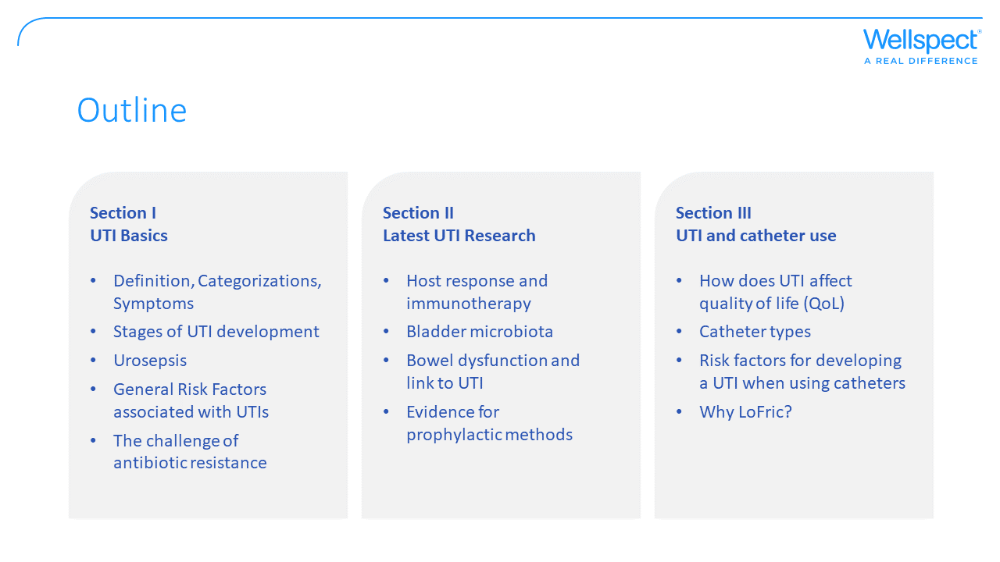 Wellspect®
A REAL DIFFERENCE
Outline
Section I
UTI Basics
• Definition, Categorizations,
Symptoms
• Stages of UTI development
• Urosepsis
• General Risk Factors
associated with UTIs
• The challenge of
antibiotic resistance
Section II
Latest UTI Research
• Host response and
immunotherapy
• Bladder microbiota
• Bowel dysfunction and
link to UTI
• Evidence for
prophylactic methods
Section III
UTI and catheter use
• How does UTI affect
quality of life (QoL)
• Catheter types
• Risk factors for developing
a UTI when using catheters
• Why LoFric?